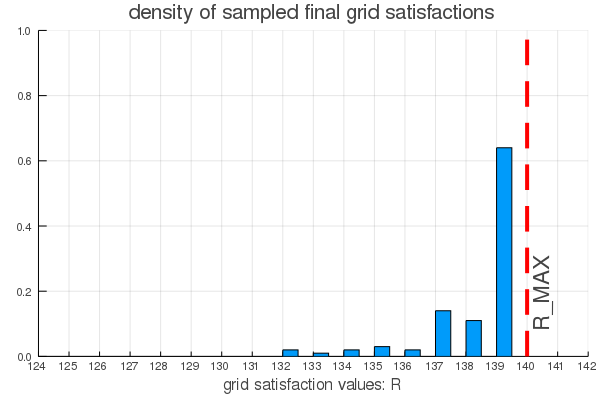 density of sampled final grid satisfactions
1.0
0.8
0.6
0.4
0.2
0.0
R_MAX
124 125 126 127 128 129 130 131 132 133 134 135 136 137 138 139 140 141 142
grid satisfaction values: R